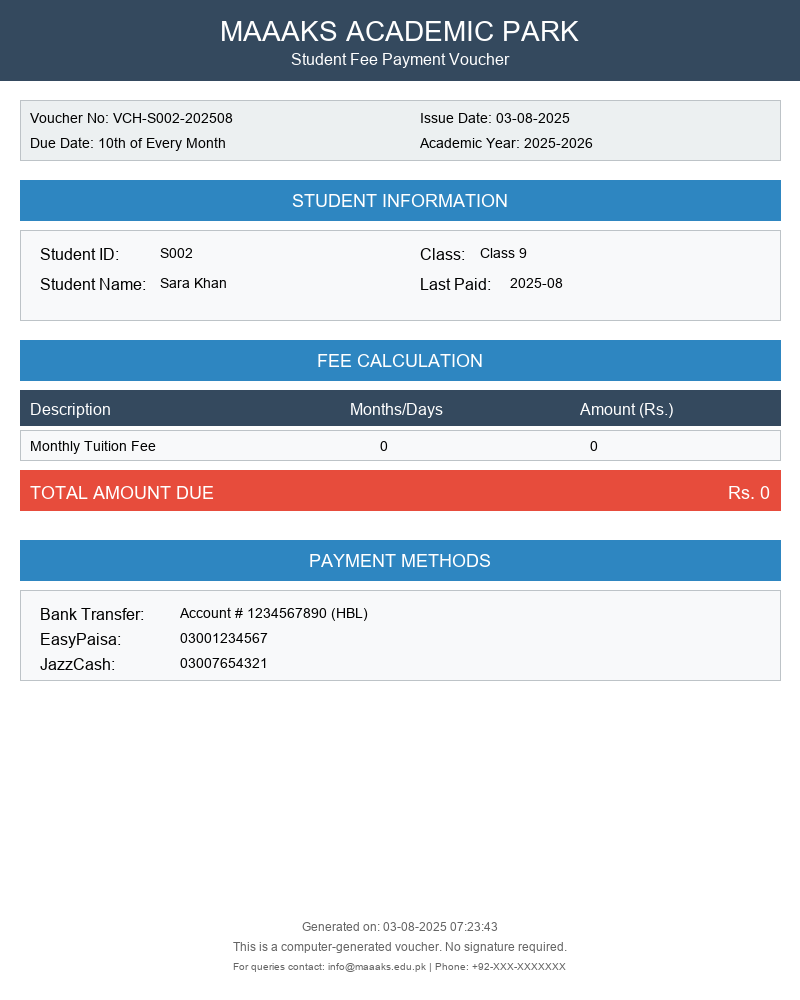 MAAAKS ACADEMIC PARK
Student Fee Payment Voucher
Voucher No: VCH-S002-202508 Issue Date: 03-08-2025
Due Date: 10th of Every Month Academic Year: 2025-2026
STUDENT INFORMATION
Student ID: S002 Class: Class 9
Student Name: Sara Khan Last Paid: 2025-08
FEE CALCULATION
Description Months/Days Amount (Rs.)
Monthly Tuition Fee 0 0
TOTAL AMOUNT DUE Rs. 0
PAYMENT METHODS
Bank Transfer: Account # 1234567890 (HBL)
EasyPaisa: 03001234567
JazzCash: 03007654321
Generated on: 03-08-2025 07:23:43
This is a computer-generated voucher. No signature required.
For queries contact: info@maaaks.edu.pk | Phone: +92-XXX-XXXXXXX